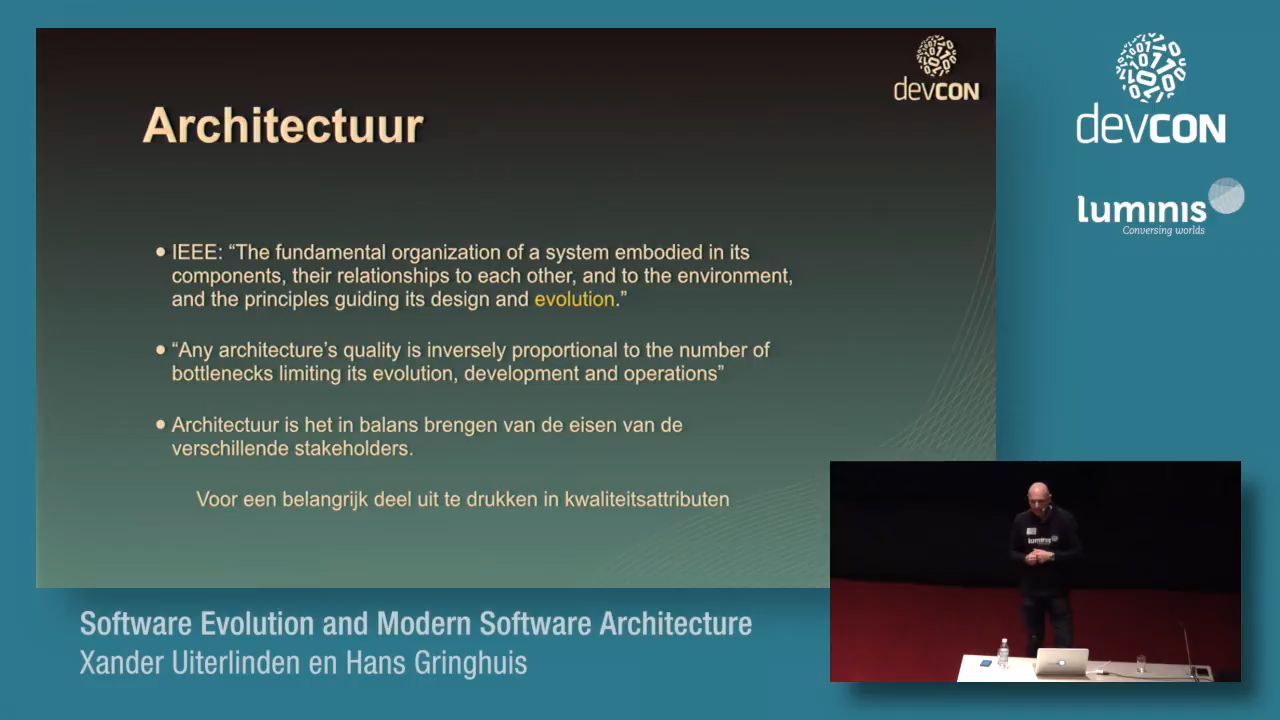 devcon
Architectuur
• IEEE: “The fundamental organization of a system embodied in its
components, their relationships to each other, and to the environment,
and the principles guiding its design and evolution.”
• “Any architecture’s quality is inversely proportional to the number of
bottlenecks limiting its evolution, development and operations”
• Architectuur is het in balans brengen van de eisen van de
verschillende stakeholders.
Voor een belangrijk deel uit te drukken in kwaliteitsattributen
devcon
luminis
Conversing worlds
luminis
Software Evolution and Modern Software Architecture
Xander Uiterlinden en Hans Gringhuis